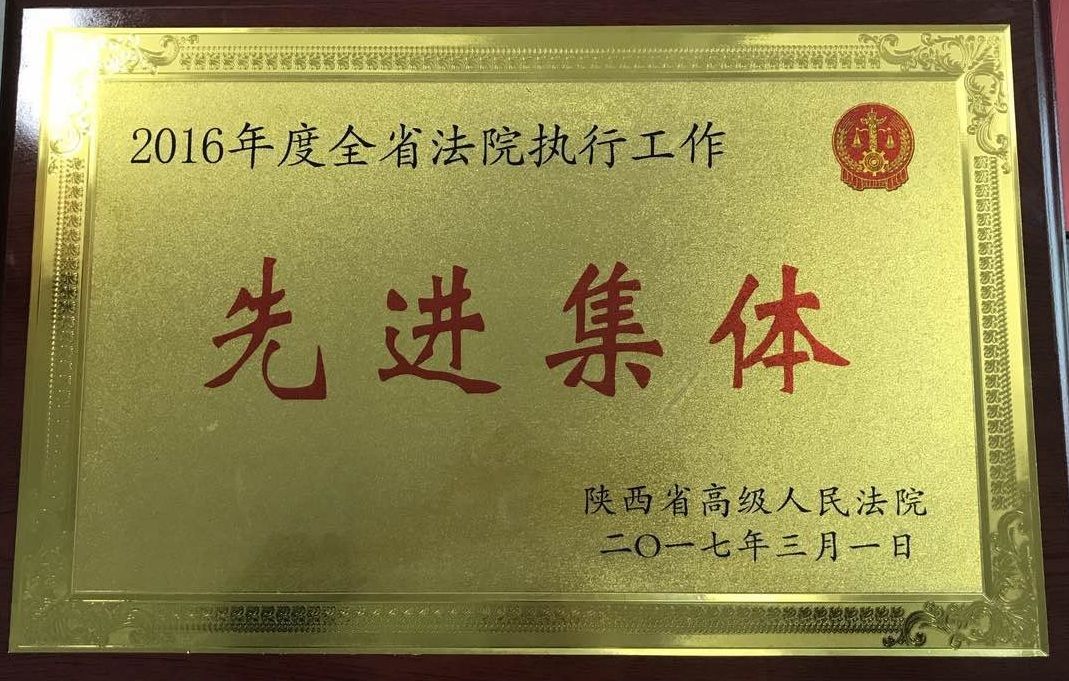 2016年度全省法院执行工作
先进集体
陕西省高级人民法院
二〇一七年三月一日